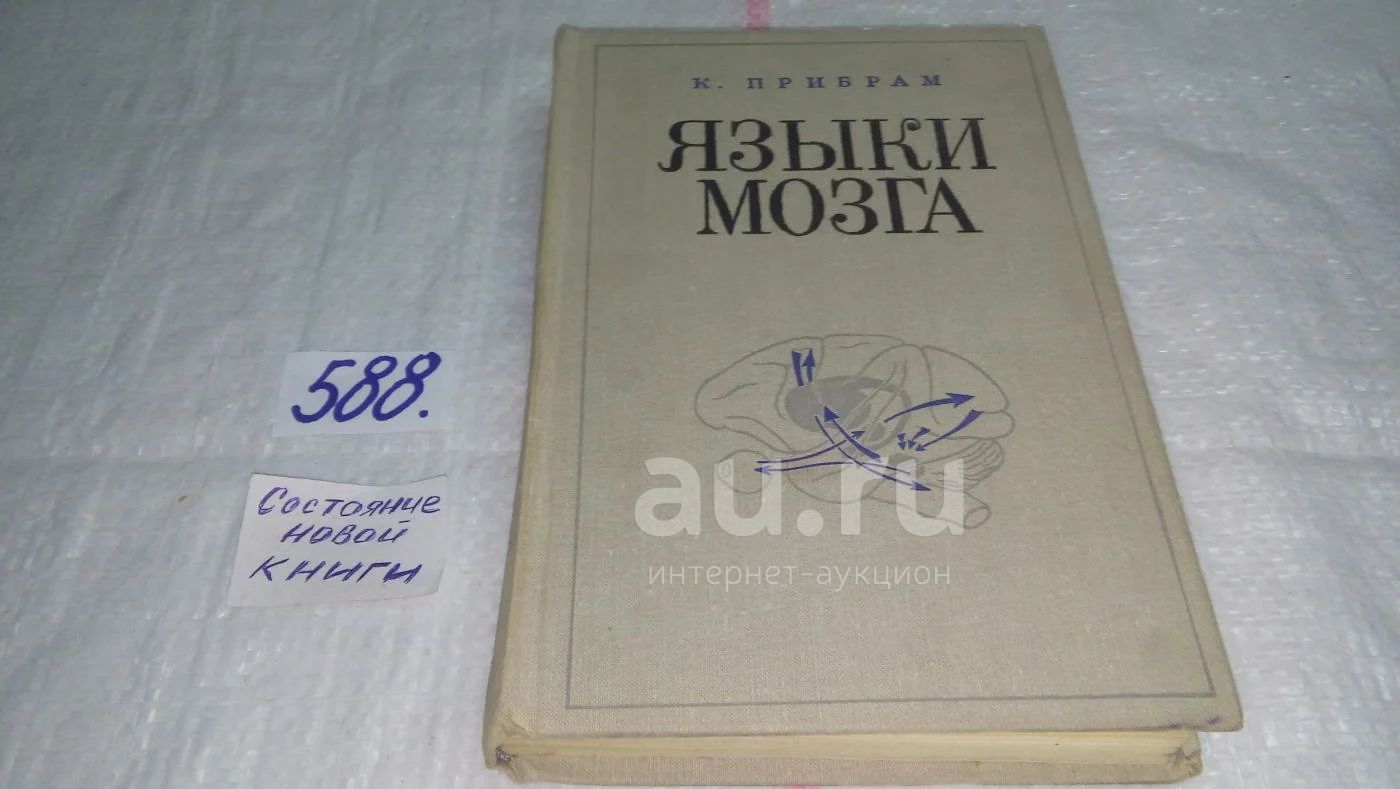 К. ПРИБРАМ
ЯЗЫКИ
МОЗГА
588.
Состояние
новой
книги
au.ru
интернет-аукцион